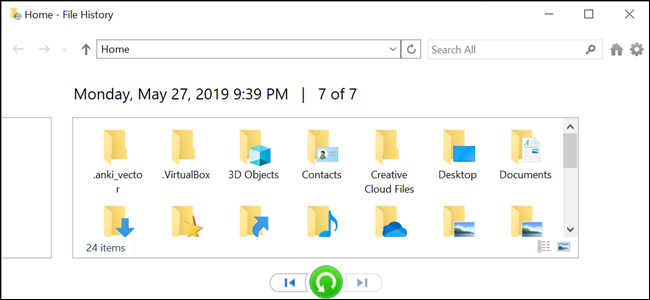 Home - File History
Home
Search All
Monday, May 27, 2019 9:39 PM | 7 of 7
.anki_vecto
r
.VirtualBox
3D Objects
Contacts
Creative
Cloud Files
Desktop
Documents
24 items